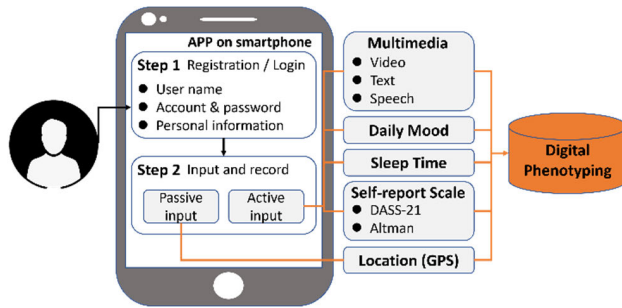 APP on smartphone
Step 1 Registration / Login
● User name
● Account & password
● Personal information
Step 2 Input and record
Passive
input
Active
input
Multimedia
● Video
● Text
● Speech
Daily Mood
Sleep Time
Self-report Scale
● DASS-21
● Altman
Location (GPS)
Digital
Phenotyping